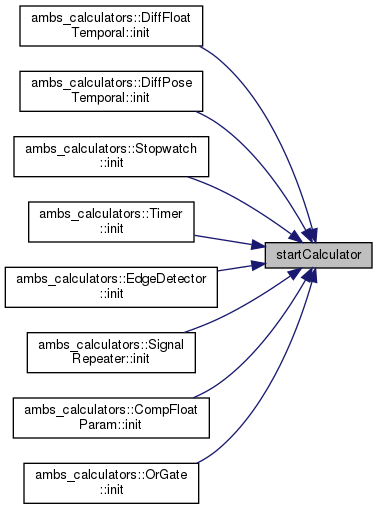 ambs_calculators::DiffFloat
Temporal::init
ambs_calculators::DiffPose
Temporal::init
ambs_calculators::Stopwatch
::init
ambs_calculators::Timer
::init
startCalculator
ambs_calculators::EdgeDetector
::init
ambs_calculators::Signal
Repeater::init
ambs_calculators::CompFloat
Param::init
ambs_calculators::OrGate
::init